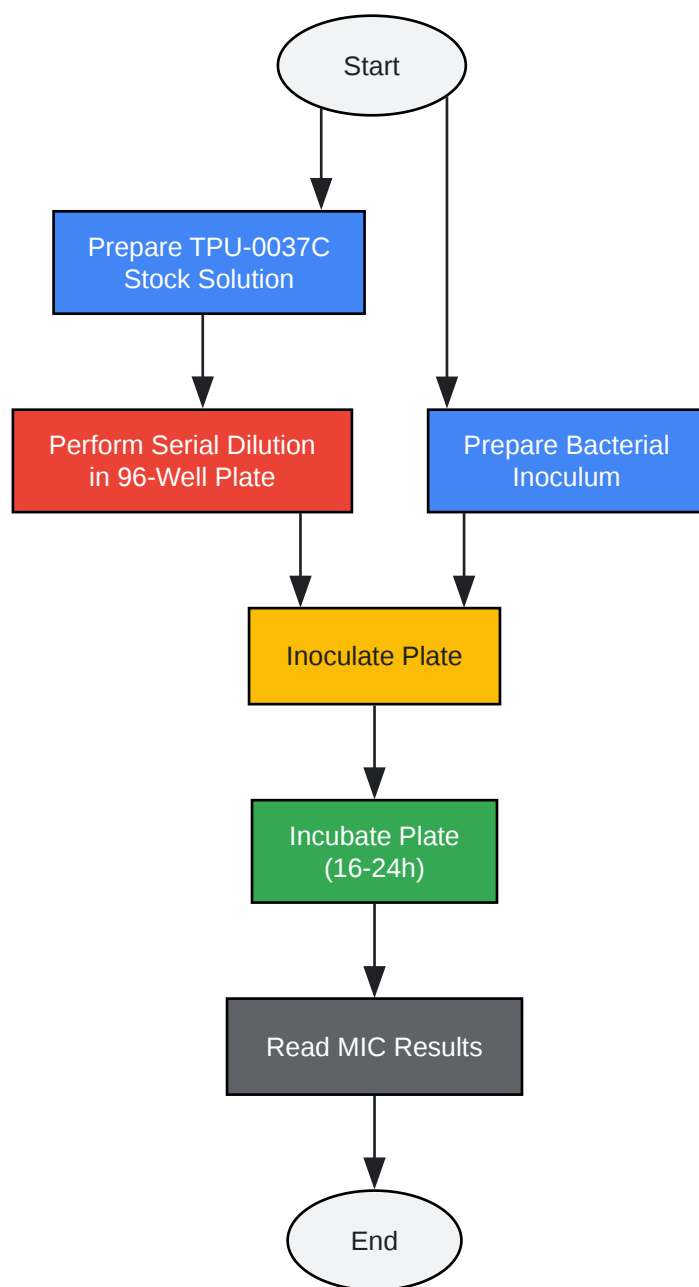 Start
Prepare TPU-0037C
Stock Solution
Perform Serial Dilution
in 96-Well Plate
Prepare Bacterial
Inoculum
Inoculate Plate
Incubate Plate
(16-24h)
Read MIC Results
End